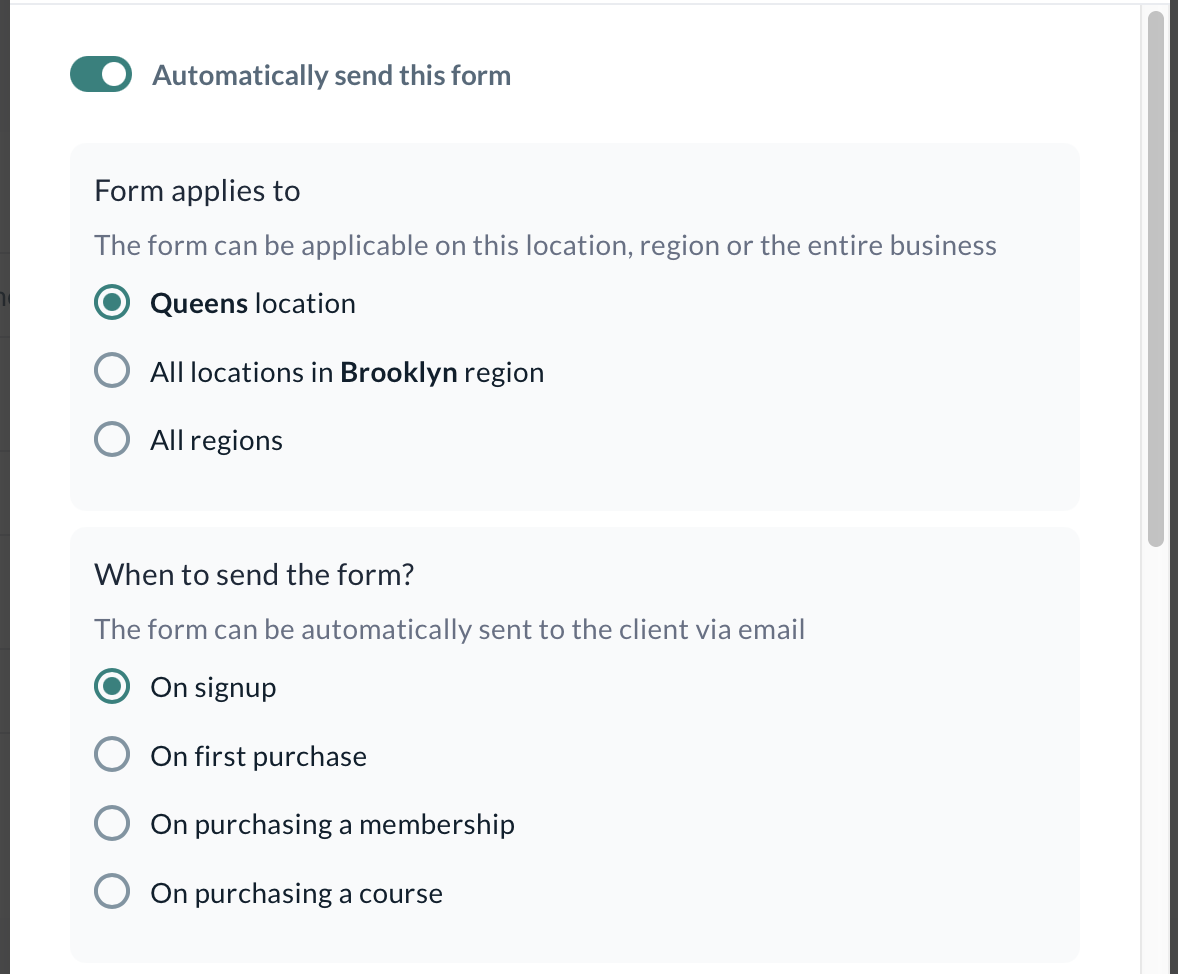 Automatically send this form
Form applies to
The form can be applicable on this location, region or the entire business
Queens location
All locations in Brooklyn region
All regions
When to send the form?
The form can be automatically sent to the client via email
On signup
On first purchase
On purchasing a membership
On purchasing a course